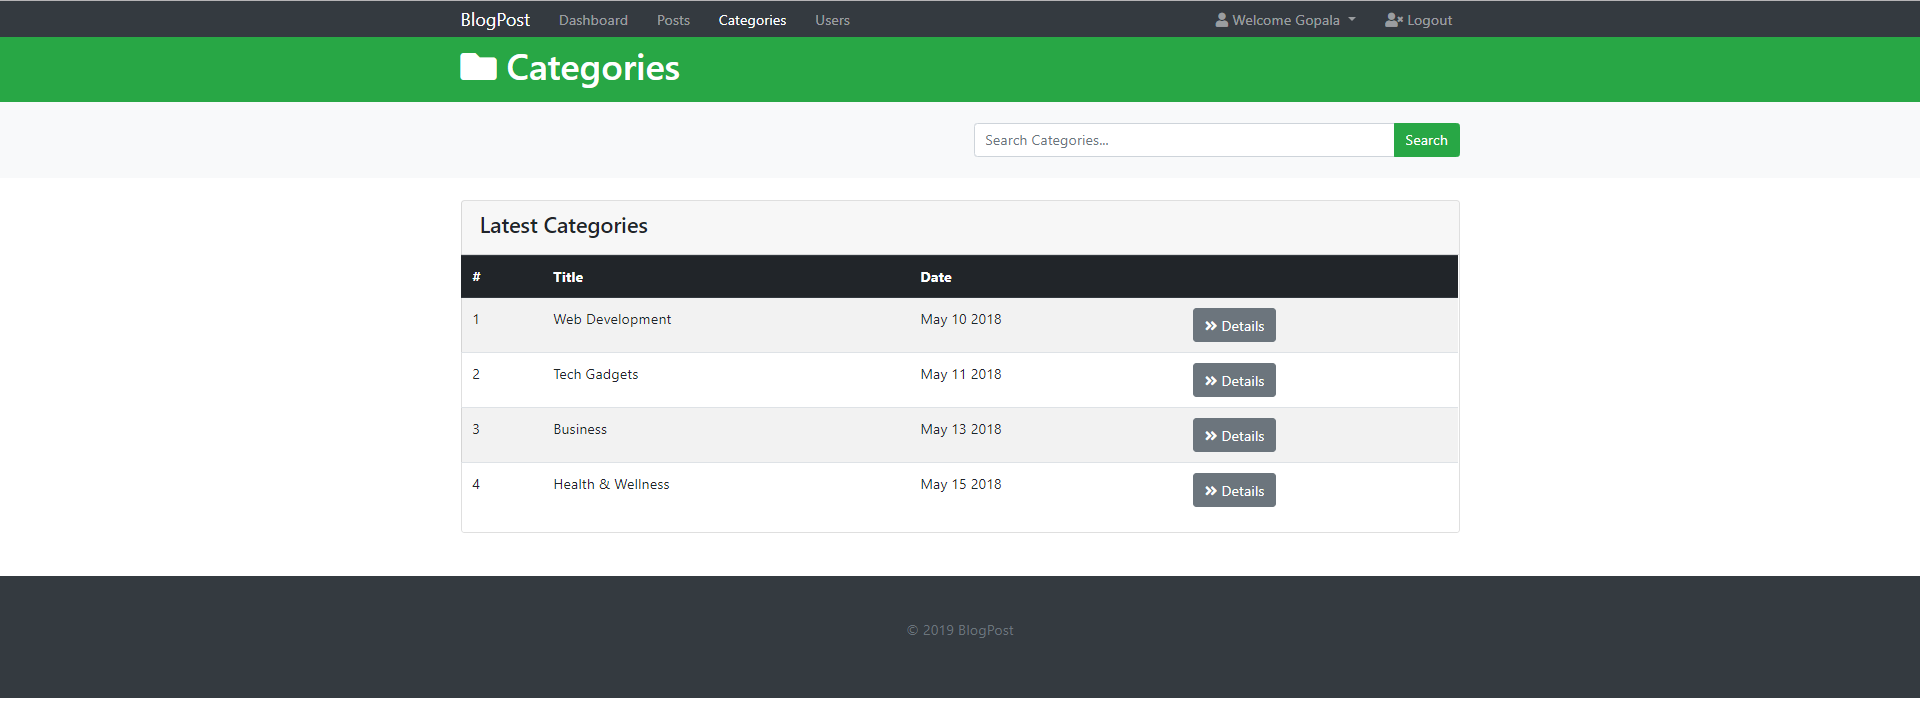 BlogPost Dashboard Posts Categories Users Welcome Gopala Logout
Categories
Search Categories... Search
Latest Categories
# Title Date
1 Web Development May 10 2018 Details
2 Tech Gadgets May 11 2018 Details
3 Business May 13 2018 Details
4 Health & Wellness May 15 2018 Details
© 2019 BlogPost